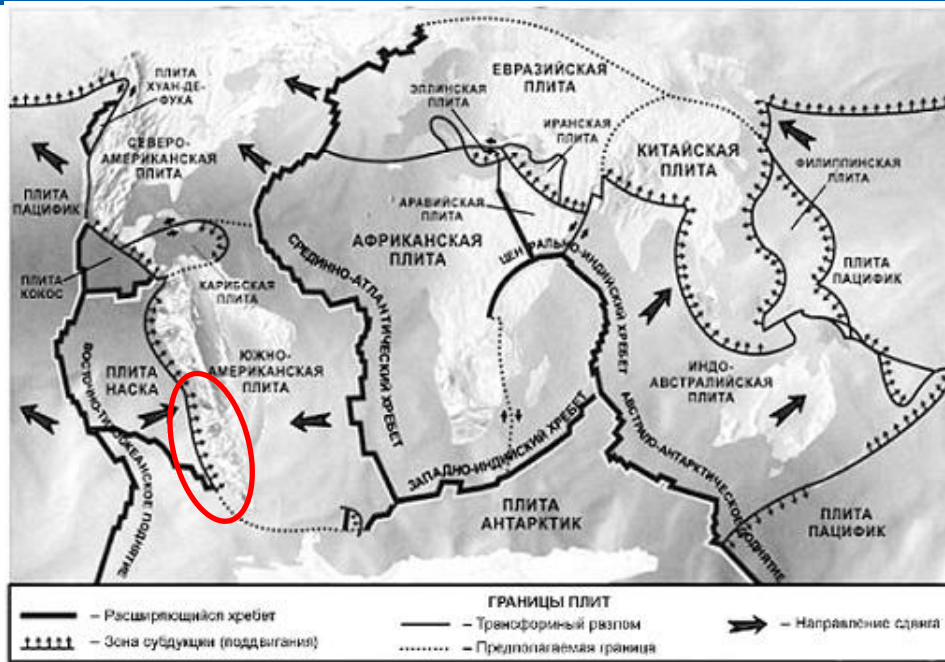 ПЛИТА
ХУАН-ДЕ-
ФУКА
СЕВЕРО-
АМЕРИКАНСКАЯ
ПЛИТА
ПЛИТА
ПАЦИФИК
ПЛИТА
КОКОС
КАРИБСКАЯ
ПЛИТА
ПЛИТА
НАСКА
ВОСТОЧНО-ТИХООКЕАНСКОЕ ПОДНЯТИЕ
ЮЖНО-
АМЕРИКАНСКАЯ
ПЛИТА
СРЕДИННО-АТЛАНТИЧЕСКИЙ ХРЕБЕТ
ЕВРАЗИЙСКАЯ
ПЛИТА
ЭЛЛИНСКАЯ
ПЛИТА
ИРАНСКАЯ
ПЛИТА
АРАВИЙСКАЯ
ПЛИТА
АФРИКАНСКАЯ
ПЛИТА
ЦЕНТРАЛЬНО-ИНДИЙСКИЙ ХРЕБЕТ
ЗАПАДНО-ИНДИЙСКИЙ ХРЕБЕТ
КИТАЙСКАЯ
ПЛИТА
ФИЛИППИНСКАЯ
ПЛИТА
ПЛИТА
ПАЦИФИК
ИНДО-
АВСТРАЛИЙСКАЯ
ПЛИТА
АВСТРАЛО-АНТАРКТИЧЕСКОЕ ПОДНЯТИЕ
ПЛИТА
АНТАРКТИК
ПЛИТА
ПАЦИФИК
ГРАНИЦЫ ПЛИТ
– Расширяющийся хребет
– Зона субдукции (поддвигания)
– Трансформный разлом
– Предполагаемая граница
– Направление сдвига